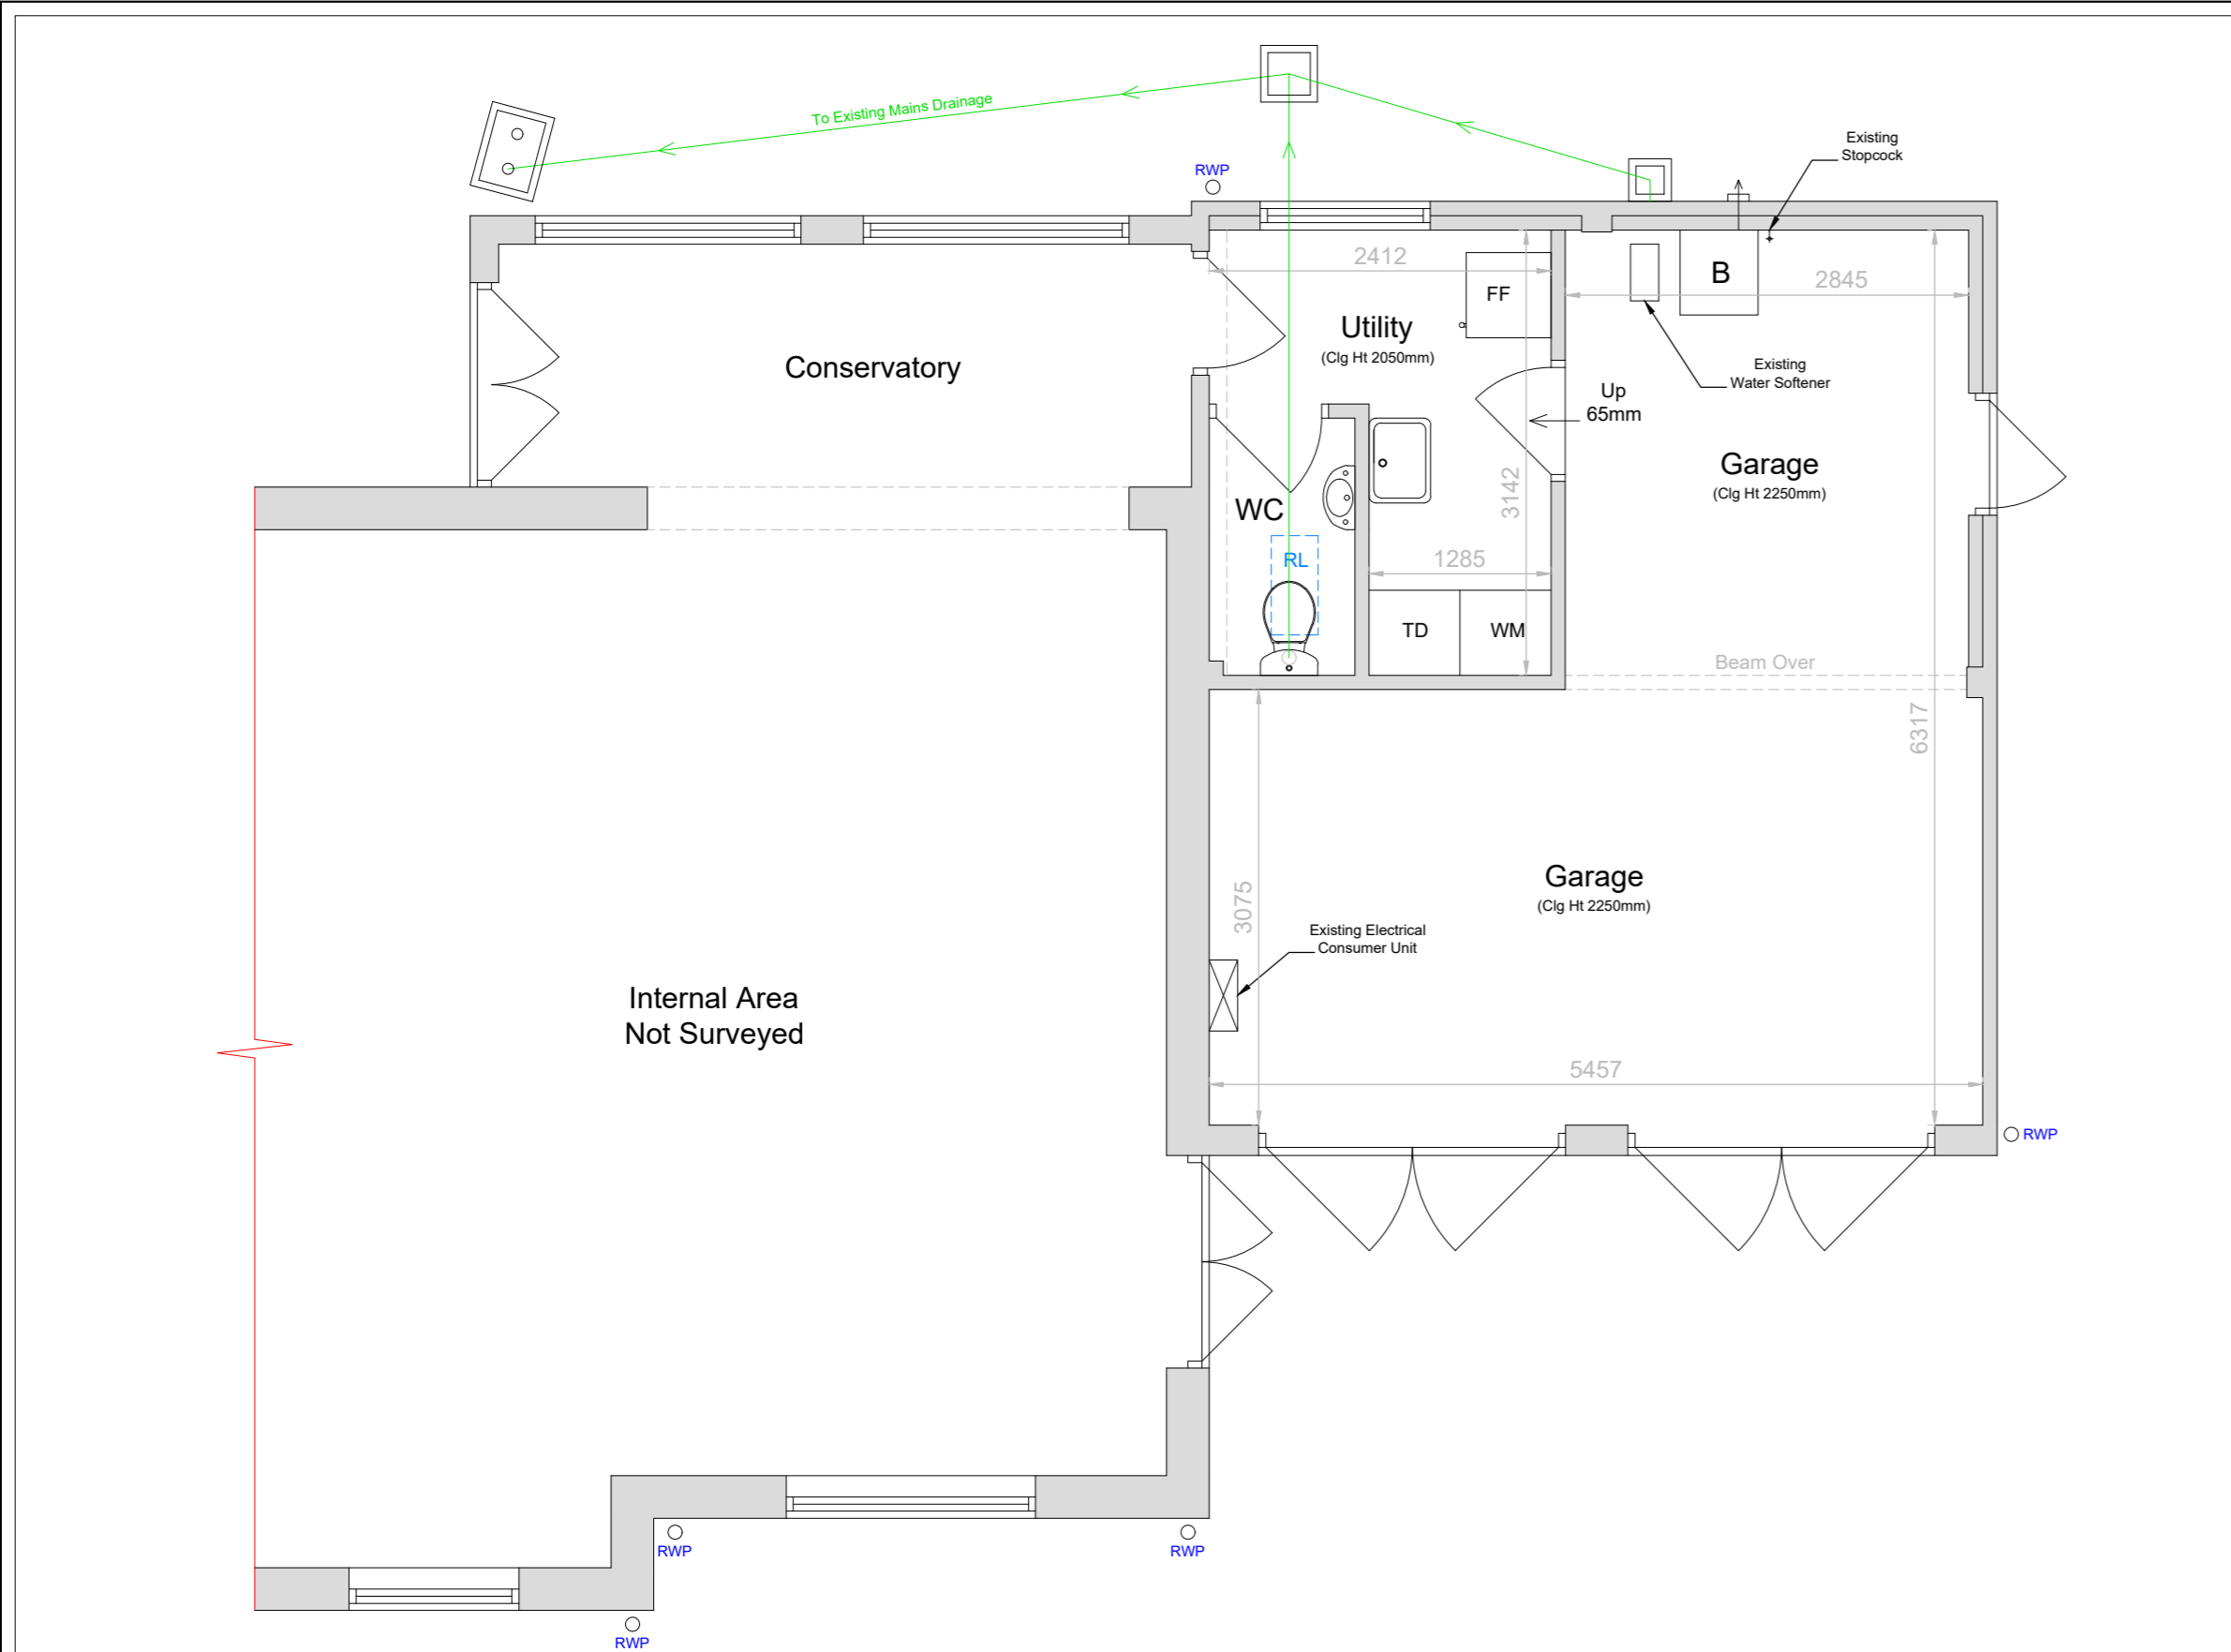 To Existing Mains Drainage
RWP
Existing
Stopcock
2412
FF
B
2845
Utility
(Clg Ht 2050mm)
Conservatory
Existing
Water Softener
Up
65mm
Garage
(Clg Ht 2250mm)
3142
WC
RL
1285
TD
WM
Beam Over
6317
Garage
(Clg Ht 2250mm)
3075
Existing Electrical
Consumer Unit
Internal Area
Not Surveyed
5457
RWP
RWP
RWP
RWP